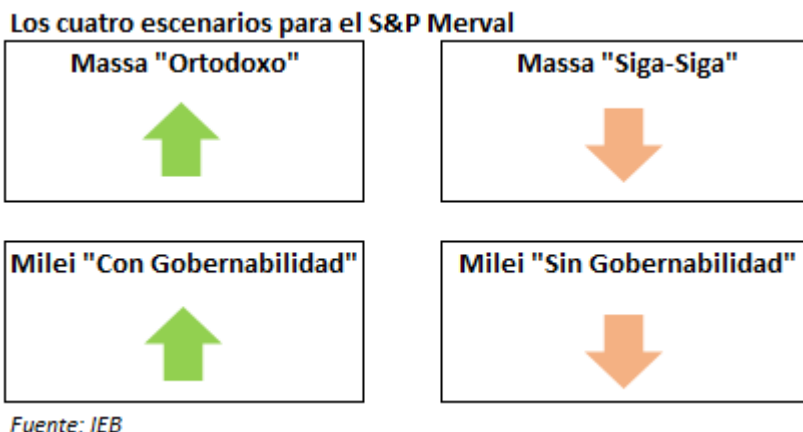 Los cuatro escenarios para el S&P Merval
Massa "Ortodoxo"
Massa "Siga-Siga"
Milei "Con Gobernabilidad"
Milei "Sin Gobernabilidad"
Fuente: IEB